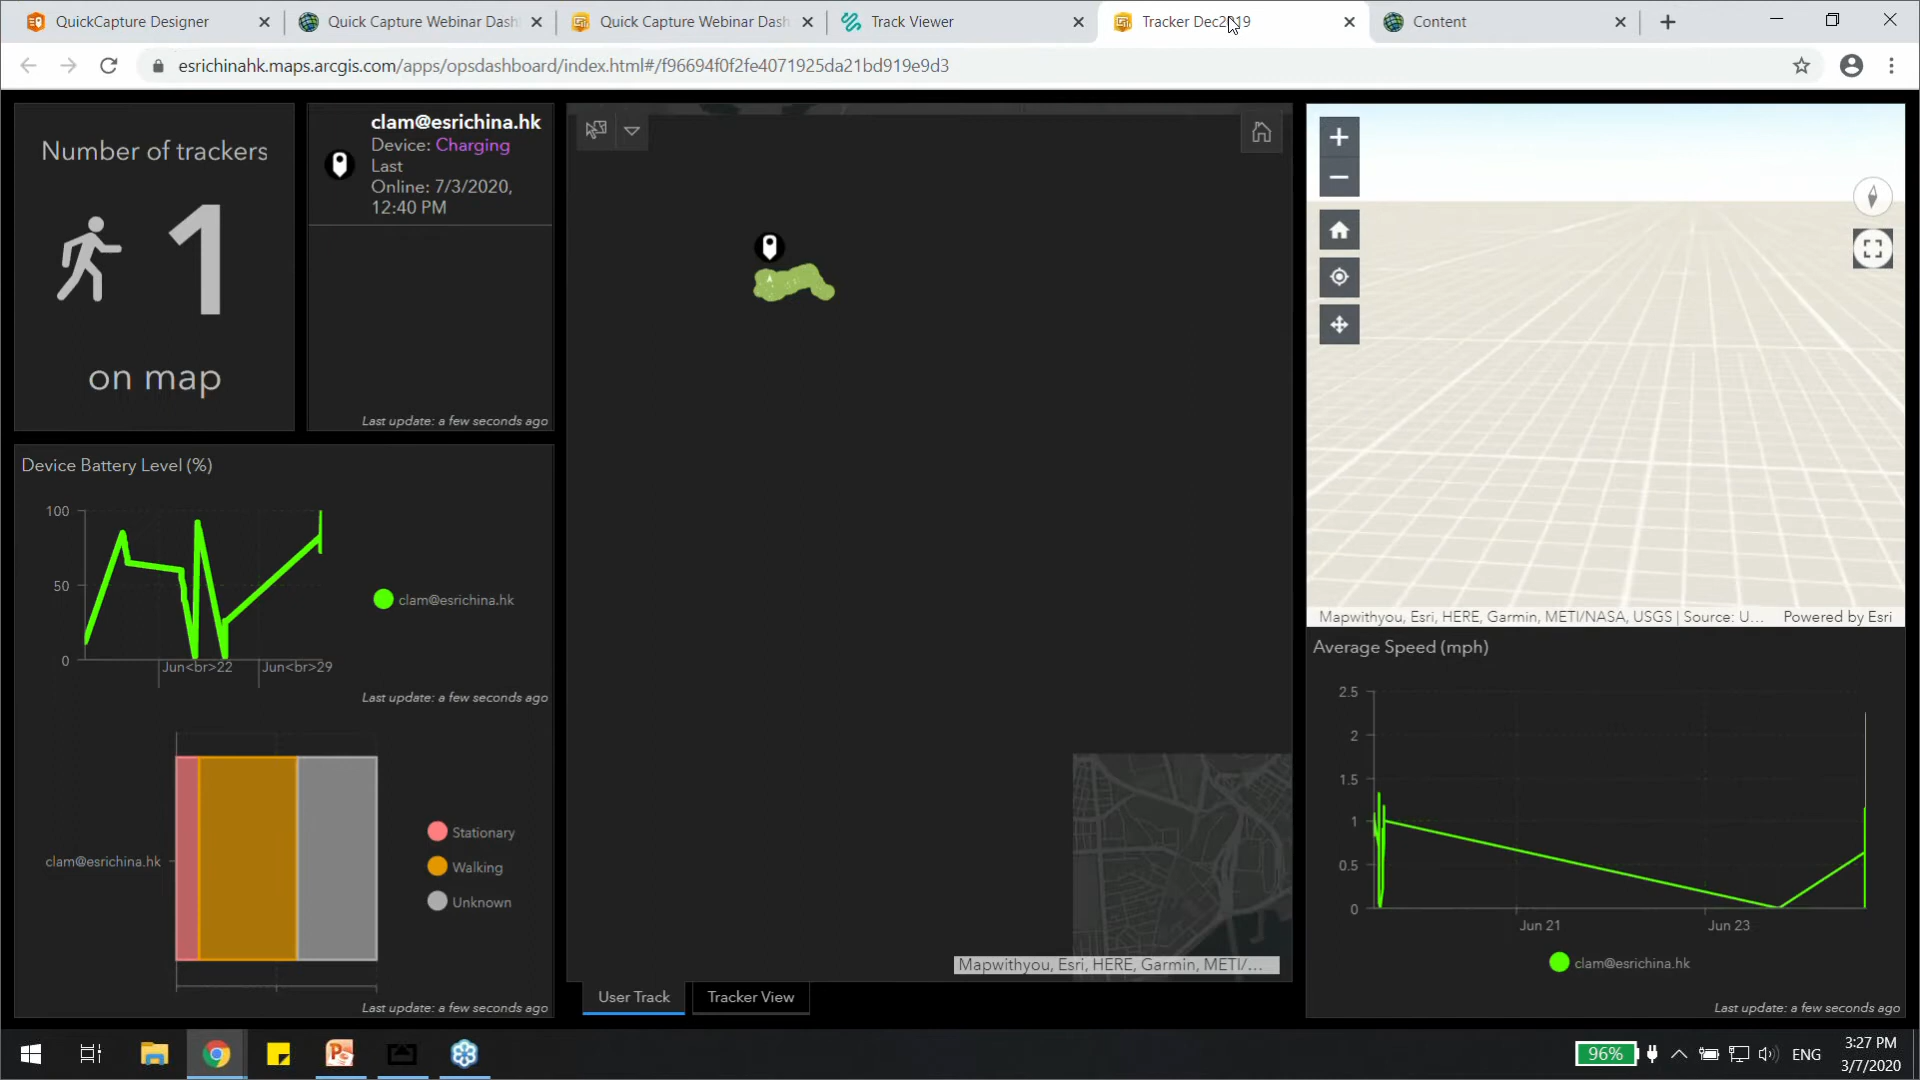 QuickCapture Designer
Quick Capture Webinar Dash
Quick Capture Webinar Dash
Track Viewer
Tracker Dec2019
Content
esrichinahk.maps.arcgis.com/apps/opsdashboard/index.html#/f96694f0f2fe4071925da21bd919e9d3
Number of trackers
1
on map
clam@esrichina.hk
Device: Charging
Last
Online: 7/3/2020,
12:40 PM
Last update: a few seconds ago
Device Battery Level (%)
100
50
0
Jun<br>22
Jun<br>29
clam@esrichina.hk
Last update: a few seconds ago
clam@esrichina.hk
Stationary
Walking
Unknown
Last update: a few seconds ago
Mapwithyou, Esri, HERE, Garmin, METI/...
User Track
Tracker View
Mapwithyou, Esri, HERE, Garmin, METI/NASA, USGS | Source: U...
Powered by Esri
Average Speed (mph)
2.5
2
1.5
1
0.5
0
Jun 21
Jun 23
clam@esrichina.hk
Last update: a few seconds ago
96%
ENG
3:27 PM
3/7/2020